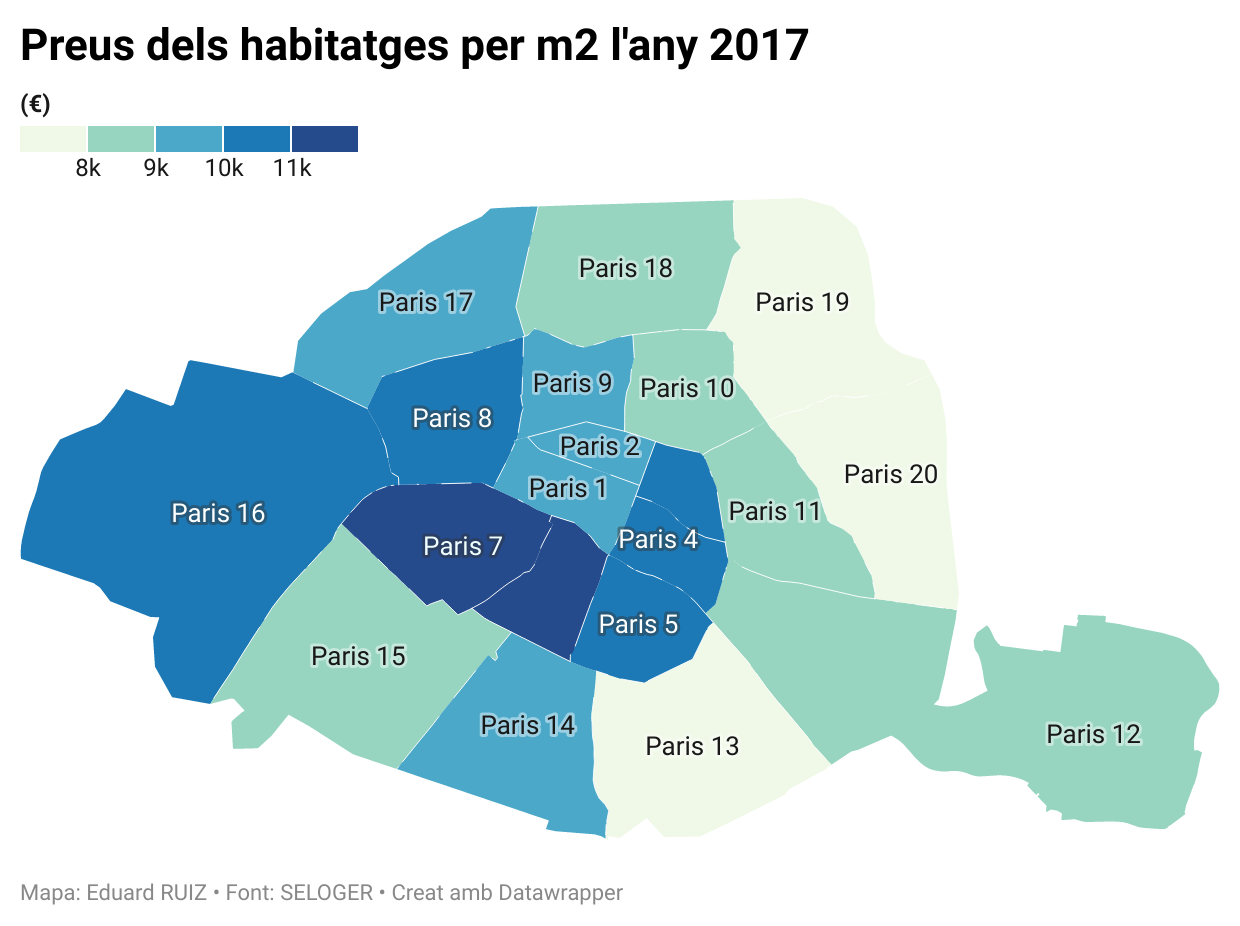 Preus dels habitatges per m2 l'any 2017
(€)
8k 9k 10k 11k
Paris 18
Paris 17
Paris 19
Paris 9
Paris 10
Paris 8
Paris 2
Paris 20
Paris 1
Paris 16
Paris 11
Paris 4
Paris 7
Paris 5
Paris 15
Paris 14
Paris 12
Paris 13
Mapa: Eduard RUIZ • Font: SELOGER • Creat amb Datawrapper